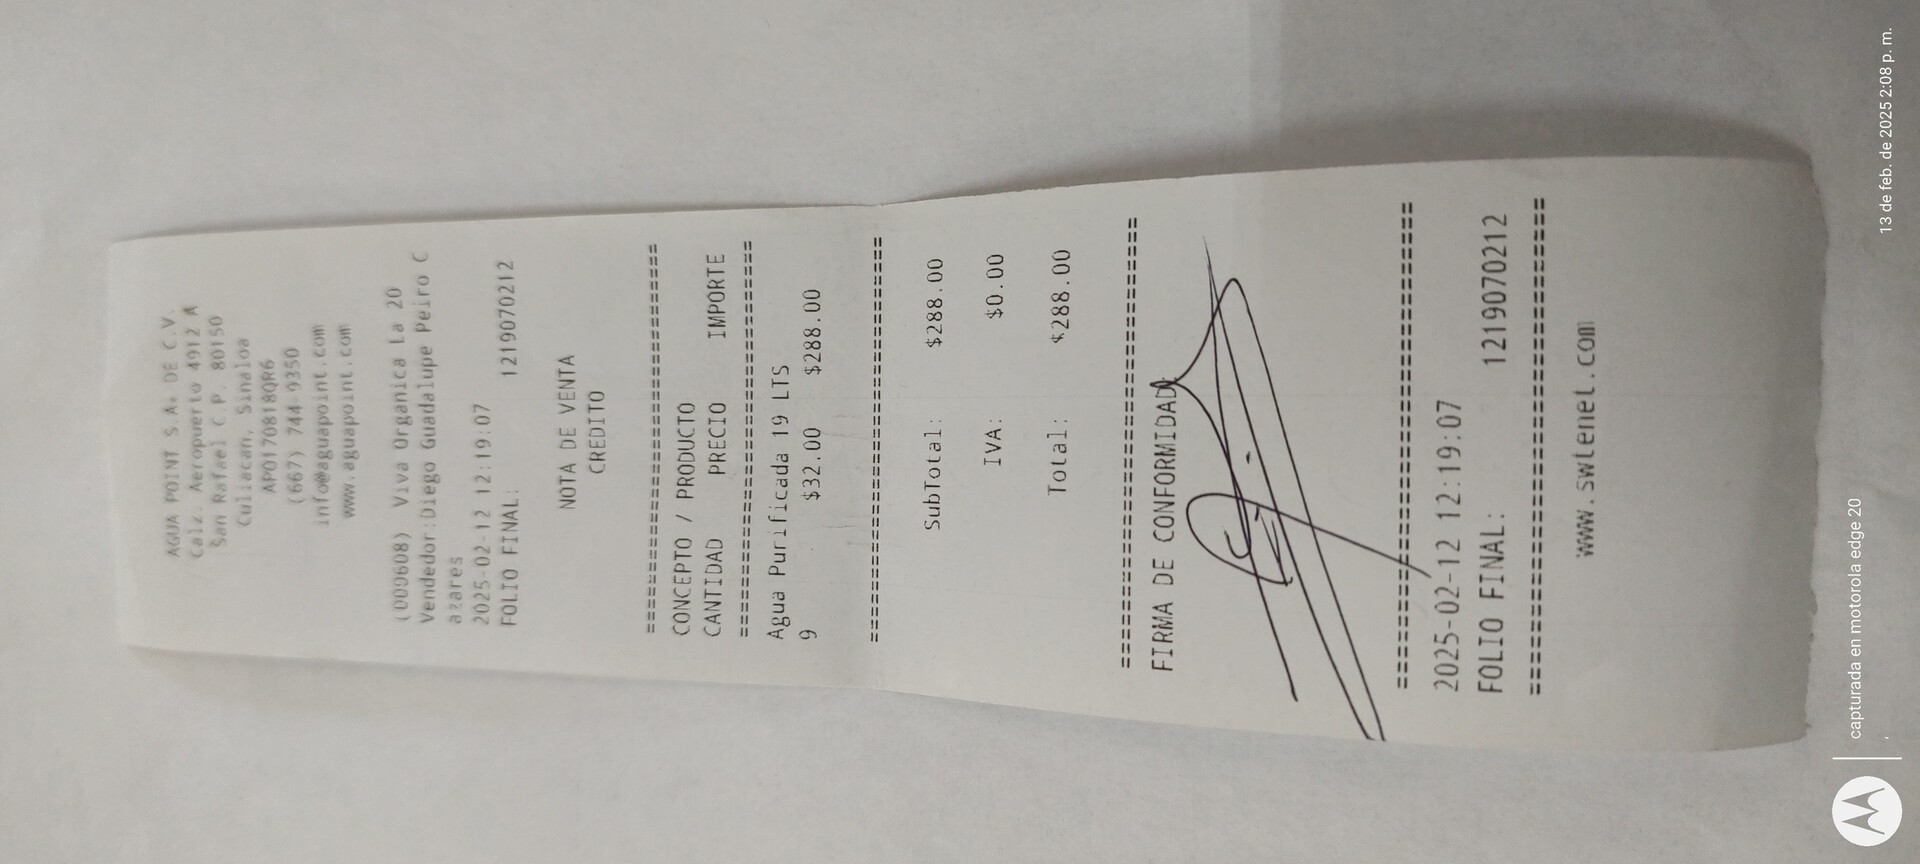 AGUA POINT S.A. DE C.V.
Calz. Aeropuerto 4912 A
San Rafael C.P. 80150
Culiacan, Sinaloa
APO170818QR6
(667) 744-9350
info@aguapoint.com
www.aguapoint.com
(000608) Viva Organica La 20
Vendedor:Diego Guadalupe Peiro C
azares
2025-02-12 12:19:07
FOLIO FINAL: 1219070212
NOTA DE VENTA
CREDITO
================================
CONCEPTO / PRODUCTO
CANTIDAD PRECIO IMPORTE
================================
Agua Purificada 19 LTS
9 $32.00 $288.00
================================
SubTotal: $288.00
IVA: $0.00
Total: $288.00
================================
FIRMA DE CONFORMIDAD:
================================
2025-02-12 12:19:07
FOLIO FINAL: 1219070212
================================
www.swtenel.com
capturada en motorola edge 20
13 de feb. de 2025 2:08 p. m.